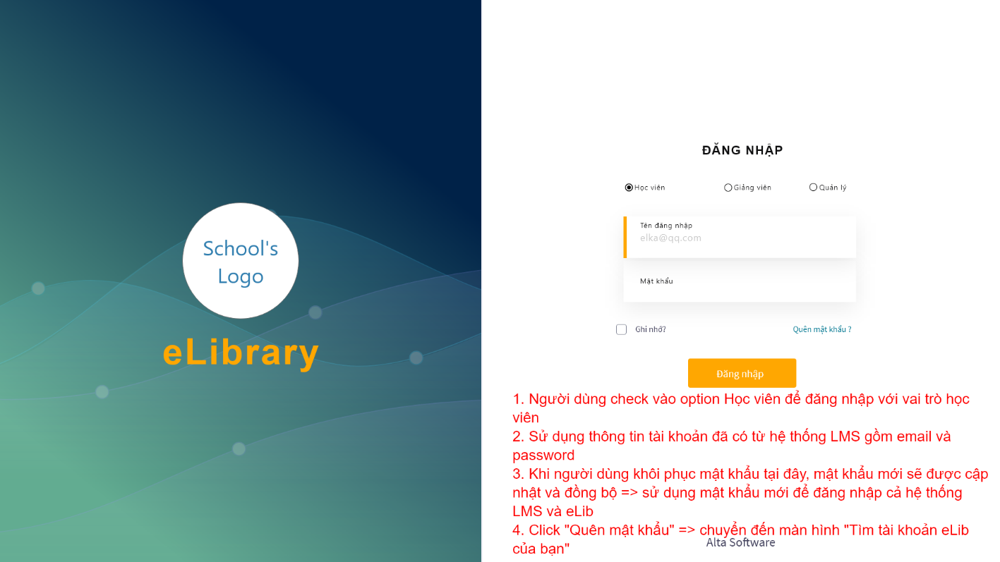 School's
Logo
eLibrary
ĐĂNG NHẬP
Học viên
Giảng viên
Quản lý
Tên đăng nhập
elka@qq.com
Mật khẩu
Ghi nhớ?
Quên mật khẩu ?
Đăng nhập
1. Người dùng check vào option Học viên để đăng nhập với vai trò học
viên
2. Sử dụng thông tin tài khoản đã có từ hệ thống LMS gồm email và
password
3. Khi người dùng khôi phục mật khẩu tại đây, mật khẩu mới sẽ được cập
nhật và đồng bộ => sử dụng mật khẩu mới để đăng nhập cả hệ thống
LMS và eLib
4. Click "Quên mật khẩu" => chuyển đến màn hình "Tìm tài khoản eLib
của bạn"
Alta Software